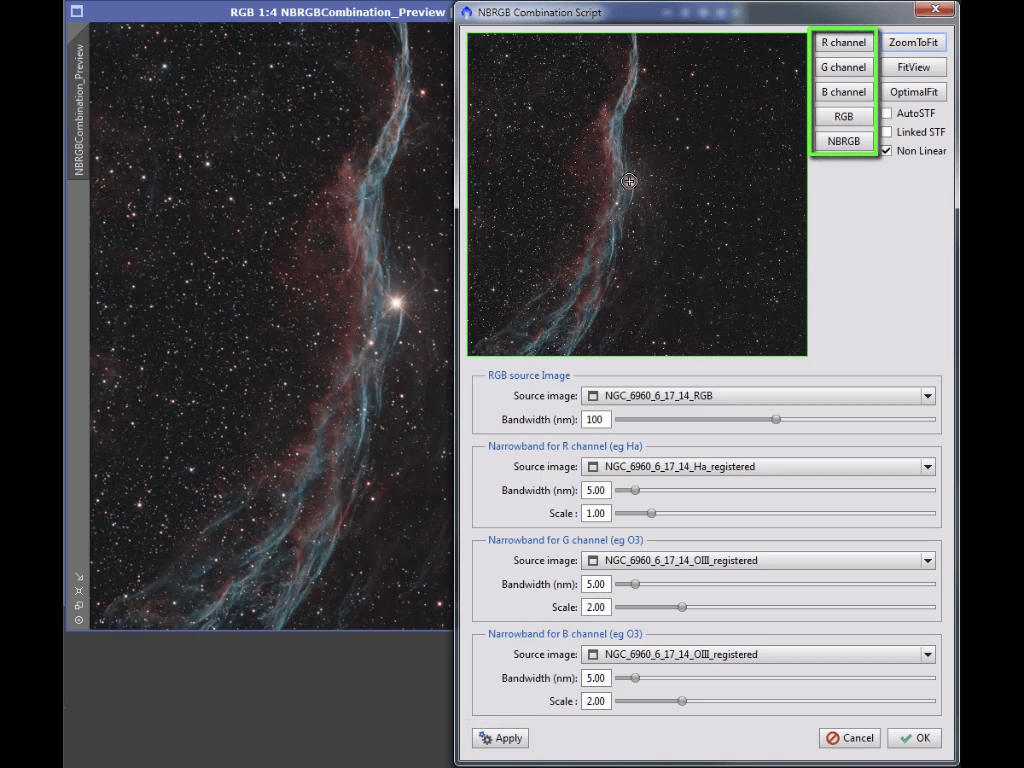 RGB 1:4 NBRGBCombination_Preview
NBRGBCombination_Preview
NBRGB Combination Script
R channel
G channel
B channel
RGB
NBRGB
ZoomToFit
FitView
OptimalFit
AutoSTF
Linked STF
Non Linear
RGB source Image
Source image: NGC_6960_6_17_14_RGB
Bandwidth (nm): 100
Narrowband for R channel (eg Ha)
Source image: NGC_6960_6_17_14_Ha_registered
Bandwidth (nm): 5.00
Scale : 1.00
Narrowband for G channel (eg O3)
Source image: NGC_6960_6_17_14_OIII_registered
Bandwidth (nm): 5.00
Scale: 2.00
Narrowband for B channel (eg O3)
Source image: NGC_6960_6_17_14_OIII_registered
Bandwidth (nm): 5.00
Scale : 2.00
Apply
Cancel
OK